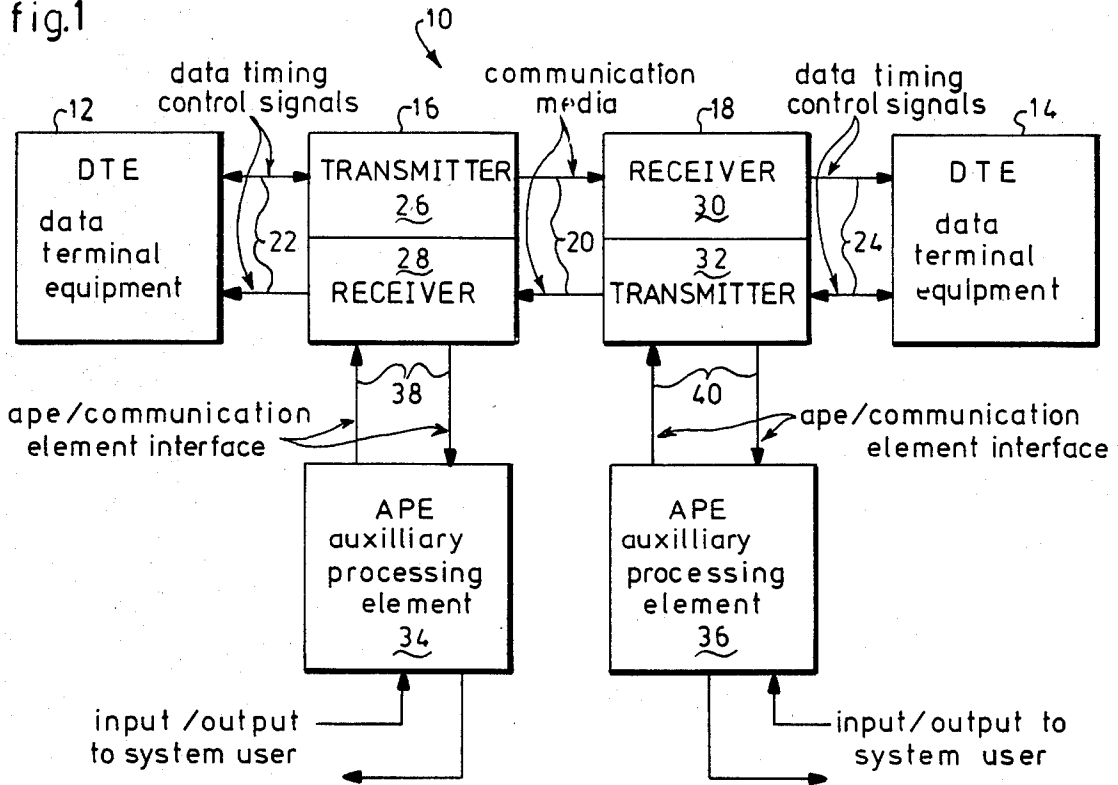 fig.1
10
data timing
control signals
communication
media
data timing
control signals
12
16
18
14
DTE
data
terminal
equipment
22
TRANSMITTER
26
28
RECEIVER
20
RECEIVER
30
32
TRANSMITTER
24
DTE
data
terminal
equipment
38
40
ape/communication
element interface
ape/communication
element interface
APE
auxilliary
processing
element
34
APE
auxilliary
processing
element
36
input/output
to system user
input/output to
system user